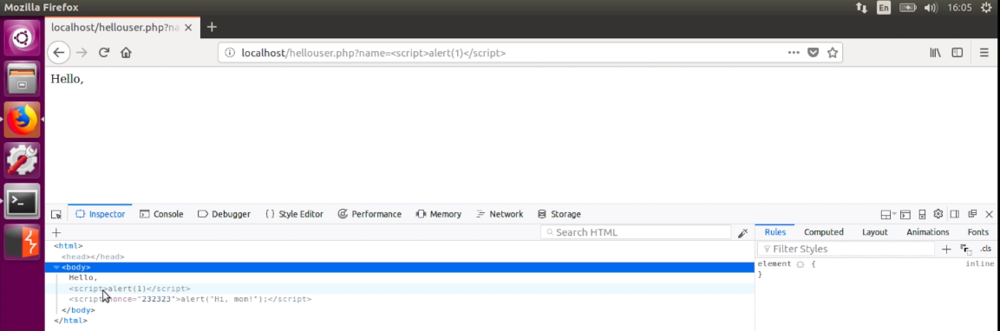 Mozilla Firefox
En
16:05
localhost/hellouser.php?na
localhost/hellouser.php?name=<script>alert(1)</script>
Hello,
Inspector Console Debugger {} Style Editor Performance Memory Network Storage
+ Search HTML
Rules Computed Layout Animations Fonts
Filter Styles + .cls
<html>
<head></head>
<body>
Hello,
<script>alert(1)</script>
<script nonce="232323">alert("Hi, mom!");</script>
</body>
</html>
element { inline
}